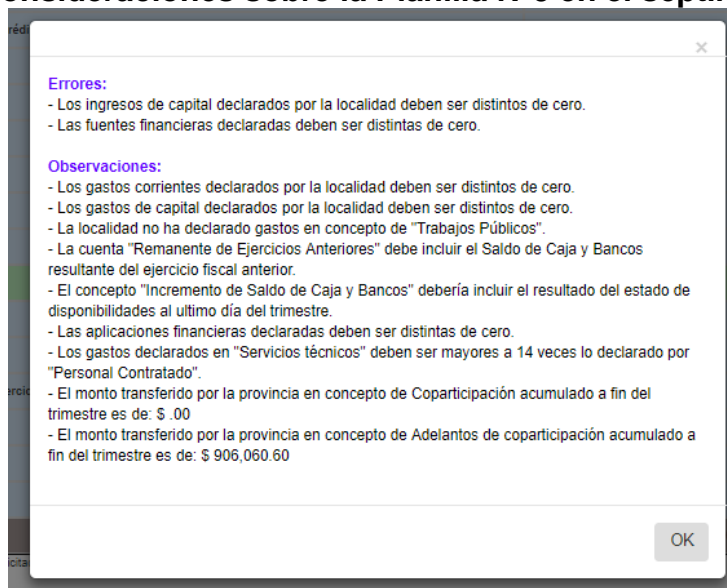 onsideraciones sobre la Planilla N
rédi
×
Errores:
- Los ingresos de capital declarados por la localidad deben ser distintos de cero.
- Las fuentes financieras declaradas deben ser distintas de cero.
Observaciones:
- Los gastos corrientes declarados por la localidad deben ser distintos de cero.
- Los gastos de capital declarados por la localidad deben ser distintos de cero.
- La localidad no ha declarado gastos en concepto de "Trabajos Públicos".
- La cuenta "Remanente de Ejercicios Anteriores" debe incluir el Saldo de Caja y Bancos
resultante del ejercicio fiscal anterior.
- El concepto "Incremento de Saldo de Caja y Bancos" debería incluir el resultado del estado de
disponibilidades al ultimo día del trimestre.
- Las aplicaciones financieras declaradas deben ser distintas de cero.
- Los gastos declarados en "Servicios técnicos" deben ser mayores a 14 veces lo declarado por
"Personal Contratado".
- El monto transferido por la provincia en concepto de Coparticipación acumulado a fin del
trimestre es de: $ .00
- El monto transferido por la provincia en concepto de Adelantos de coparticipación acumulado a
fin del trimestre es de: $ 906,060.60
ercic
OK
icita